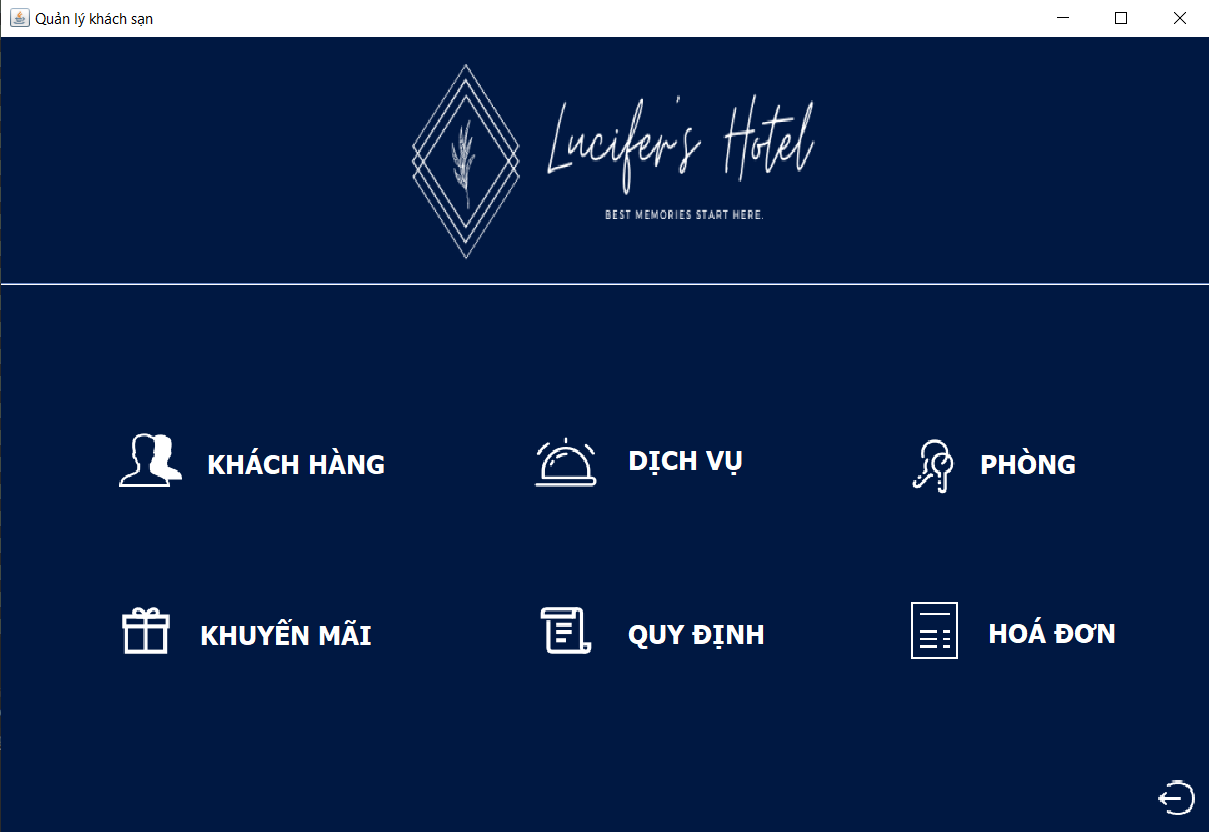 Quản lý khách sạn
Lucifer's Hotel
BEST MEMORIES START HERE.
KHÁCH HÀNG
DỊCH VỤ
PHÒNG
KHUYẾN MÃI
QUY ĐỊNH
HOÁ ĐƠN